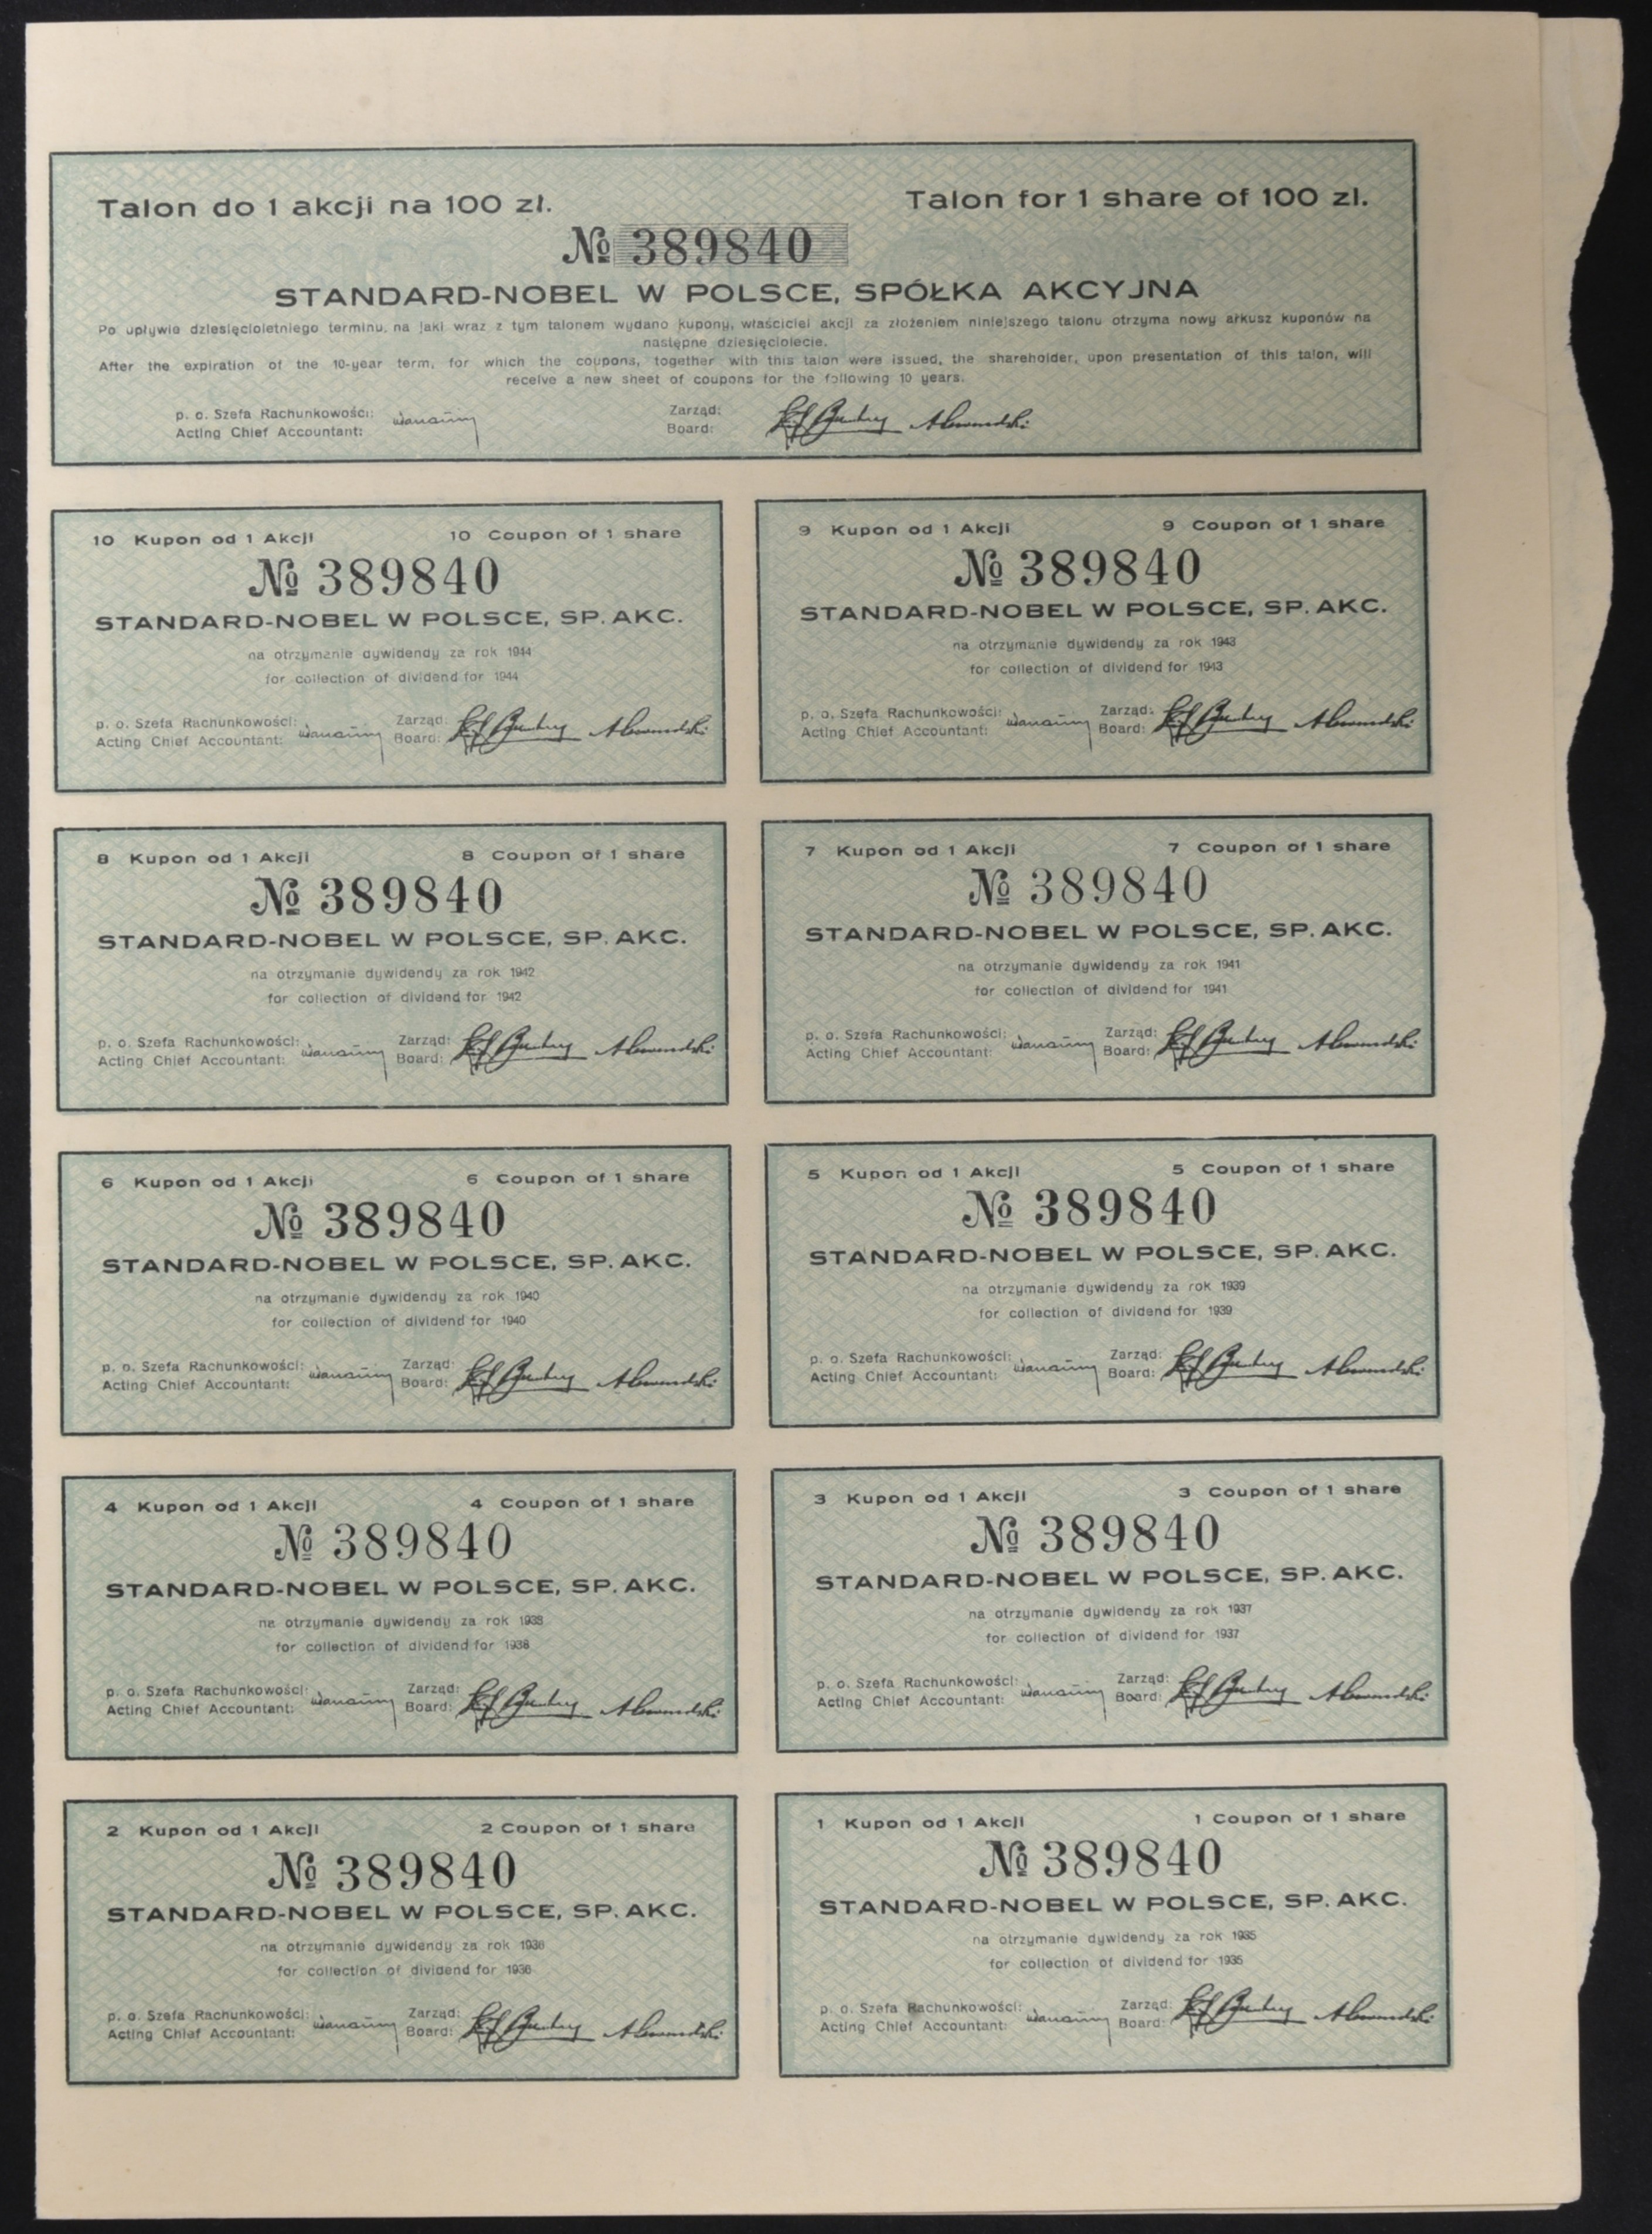 Talon do 1 akcji na 100 zł.
Talon for 1 share of 100 zl.
№ 389840
STANDARD-NOBEL W POLSCE, SPÓŁKA AKCYJNA
Po upływie dziesięcioletniego terminu, na jaki wraz z tym talonem wydano kupony, właściciel akcji za złożeniem niniejszego talonu otrzyma nowy arkusz kuponów na
następne dziesięciolecie.
After the expiration of the 10-year term, for which the coupons, together with this talon were issued, the shareholder, upon presentation of this talon, will
receive a new sheet of coupons for the following 10 years.
p. o. Szefa Rachunkowości: Zarząd:
Acting Chief Accountant: Board:
10 Kupon od 1 Akcji 10 Coupon of 1 share
№ 389840
STANDARD-NOBEL W POLSCE, SP. AKC.
na otrzymanie dywidendy za rok 1944
for collection of dividend for 1944
p. o. Szefa Rachunkowości: Zarząd:
Acting Chief Accountant: Board:
9 Kupon od 1 Akcji 9 Coupon of 1 share
№ 389840
STANDARD-NOBEL W POLSCE, SP. AKC.
na otrzymanie dywidendy za rok 1943
for collection of dividend for 1943
p. o. Szefa Rachunkowości: Zarząd:
Acting Chief Accountant: Board:
8 Kupon od 1 Akcji 8 Coupon of 1 share
№ 389840
STANDARD-NOBEL W POLSCE, SP. AKC.
na otrzymanie dywidendy za rok 1942
for collection of dividend for 1942
p. o. Szefa Rachunkowości: Zarząd:
Acting Chief Accountant: Board:
7 Kupon od 1 Akcji 7 Coupon of 1 share
№ 389840
STANDARD-NOBEL W POLSCE, SP. AKC.
na otrzymanie dywidendy za rok 1941
for collection of dividend for 1941
p. o. Szefa Rachunkowości: Zarząd:
Acting Chief Accountant: Board:
6 Kupon od 1 Akcji 6 Coupon of 1 share
№ 389840
STANDARD-NOBEL W POLSCE, SP. AKC.
na otrzymanie dywidendy za rok 1940
for collection of dividend for 1940
p. o. Szefa Rachunkowości: Zarząd:
Acting Chief Accountant: Board:
5 Kupon od 1 Akcji 5 Coupon of 1 share
№ 389840
STANDARD-NOBEL W POLSCE, SP. AKC.
na otrzymanie dywidendy za rok 1939
for collection of dividend for 1939
p. o. Szefa Rachunkowości: Zarząd:
Acting Chief Accountant: Board:
4 Kupon od 1 Akcji 4 Coupon of 1 share
№ 389840
STANDARD-NOBEL W POLSCE, SP. AKC.
na otrzymanie dywidendy za rok 1938
for collection of dividend for 1938
p. o. Szefa Rachunkowości: Zarząd:
Acting Chief Accountant: Board:
3 Kupon od 1 Akcji 3 Coupon of 1 share
№ 389840
STANDARD-NOBEL W POLSCE, SP. AKC.
na otrzymanie dywidendy za rok 1937
for collection of dividend for 1937
p. o. Szefa Rachunkowości: Zarząd:
Acting Chief Accountant: Board:
2 Kupon od 1 Akcji 2 Coupon of 1 share
№ 389840
STANDARD-NOBEL W POLSCE, SP. AKC.
na otrzymanie dywidendy za rok 1936
for collection of dividend for 1936
p. o. Szefa Rachunkowości: Zarząd:
Acting Chief Accountant: Board:
1 Kupon od 1 Akcji 1 Coupon of 1 share
№ 389840
STANDARD-NOBEL W POLSCE, SP. AKC.
na otrzymanie dywidendy za rok 1935
for collection of dividend for 1935
p. o. Szefa Rachunkowości: Zarząd:
Acting Chief Accountant: Board: